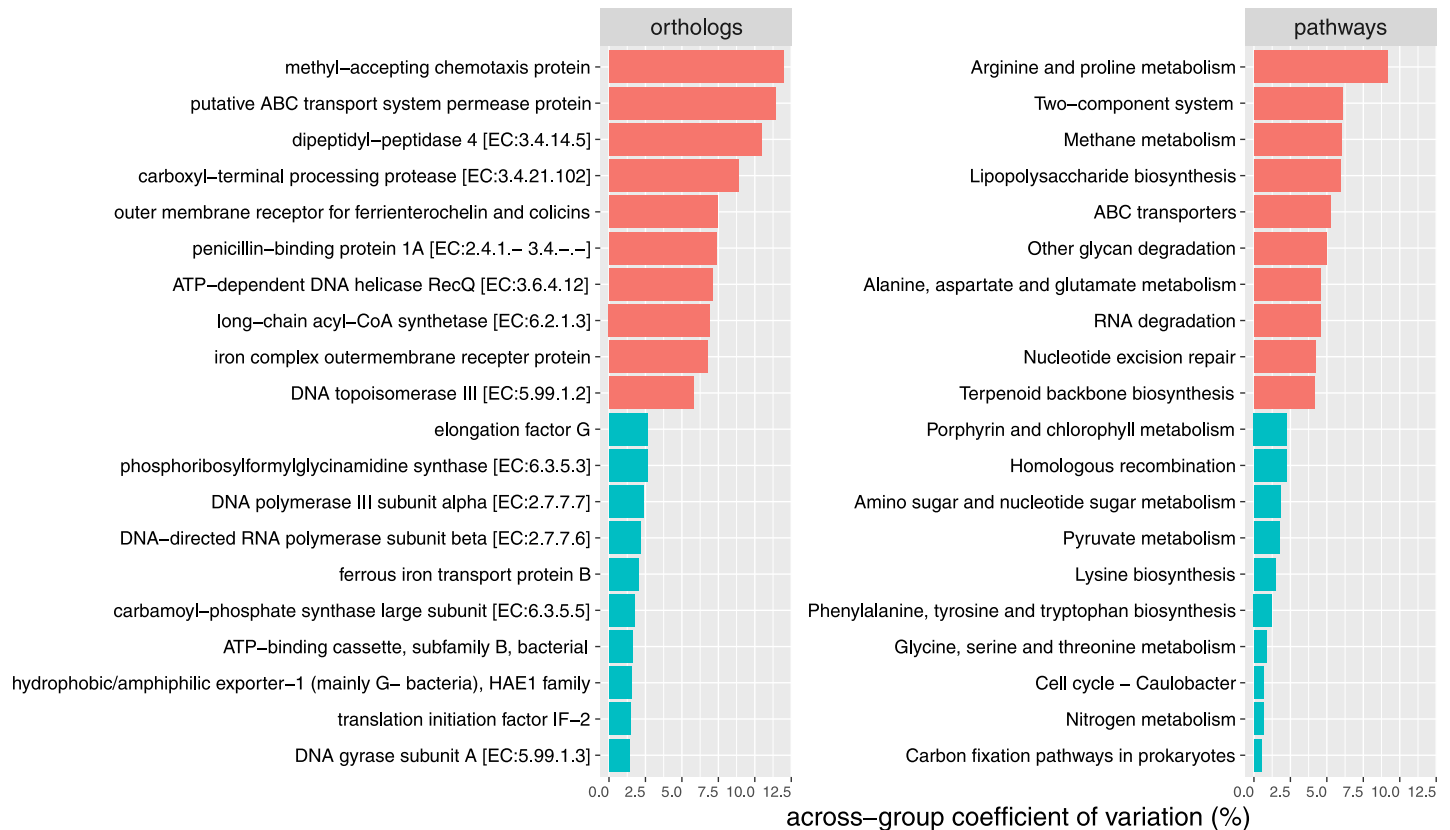 orthologs
methyl−accepting chemotaxis protein
putative ABC transport system permease protein
dipeptidyl−peptidase 4 [EC:3.4.14.5]
carboxyl−terminal processing protease [EC:3.4.21.102]
outer membrane receptor for ferrienterochelin and colicins
penicillin−binding protein 1A [EC:2.4.1.− 3.4.−.−]
ATP−dependent DNA helicase RecQ [EC:3.6.4.12]
long−chain acyl−CoA synthetase [EC:6.2.1.3]
iron complex outermembrane recepter protein
DNA topoisomerase III [EC:5.99.1.2]
elongation factor G
phosphoribosylformylglycinamidine synthase [EC:6.3.5.3]
DNA polymerase III subunit alpha [EC:2.7.7.7]
DNA−directed RNA polymerase subunit beta [EC:2.7.7.6]
ferrous iron transport protein B
carbamoyl−phosphate synthase large subunit [EC:6.3.5.5]
ATP−binding cassette, subfamily B, bacterial
hydrophobic/amphiphilic exporter−1 (mainly G− bacteria), HAE1 family
translation initiation factor IF−2
DNA gyrase subunit A [EC:5.99.1.3]
0.0 2.5 5.0 7.5 10.0 12.5
pathways
Arginine and proline metabolism
Two−component system
Methane metabolism
Lipopolysaccharide biosynthesis
ABC transporters
Other glycan degradation
Alanine, aspartate and glutamate metabolism
RNA degradation
Nucleotide excision repair
Terpenoid backbone biosynthesis
Porphyrin and chlorophyll metabolism
Homologous recombination
Amino sugar and nucleotide sugar metabolism
Pyruvate metabolism
Lysine biosynthesis
Phenylalanine, tyrosine and tryptophan biosynthesis
Glycine, serine and threonine metabolism
Cell cycle − Caulobacter
Nitrogen metabolism
Carbon fixation pathways in prokaryotes
0.0 2.5 5.0 7.5 10.0 12.5
across−group coefficient of variation (%)